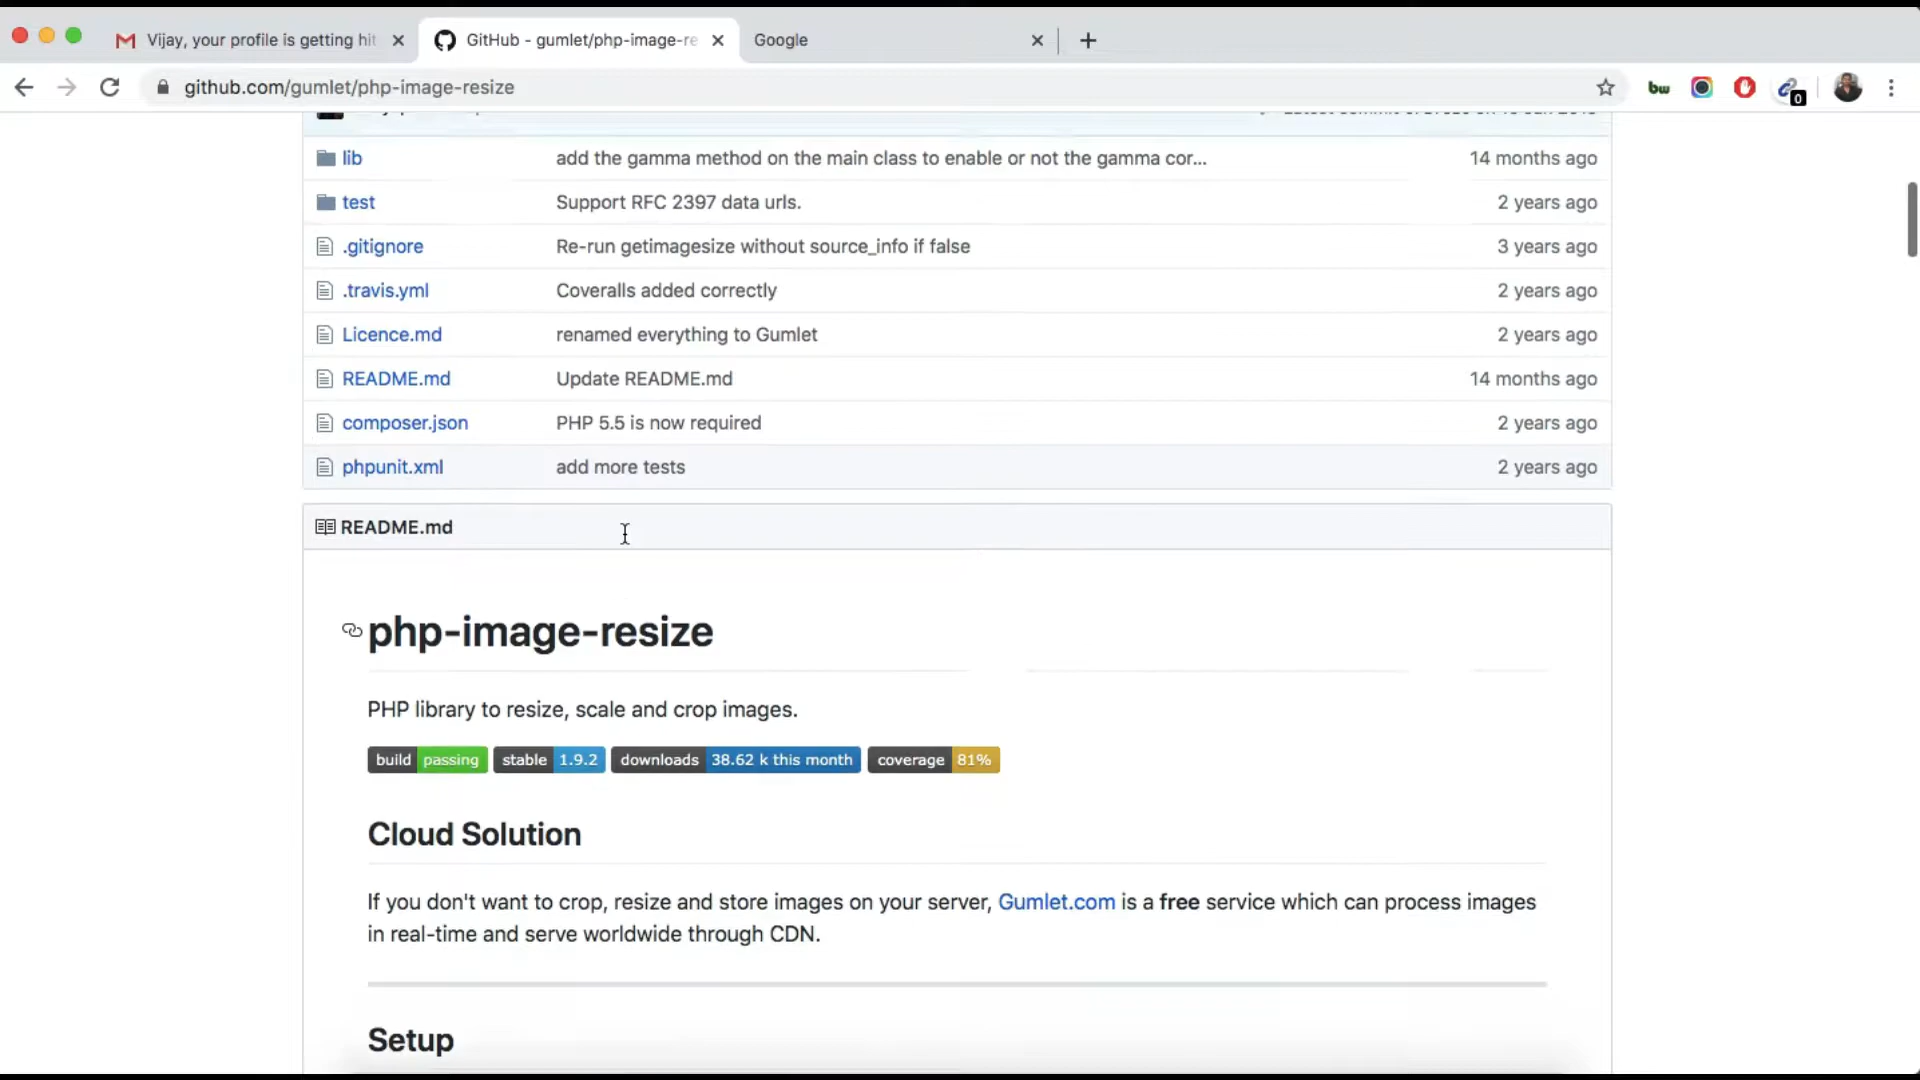 Vijay, your profile is getting hit
GitHub - gumlet/php-image-re
Google
github.com/gumlet/php-image-resize
bw
0
lib add the gamma method on the main class to enable or not the gamma cor... 14 months ago
test Support RFC 2397 data urls. 2 years ago
.gitignore Re-run getimagesize without source_info if false 3 years ago
.travis.yml Coveralls added correctly 2 years ago
Licence.md renamed everything to Gumlet 2 years ago
README.md Update README.md 14 months ago
composer.json PHP 5.5 is now required 2 years ago
phpunit.xml add more tests 2 years ago
README.md
php-image-resize
PHP library to resize, scale and crop images.
build passing stable 1.9.2 downloads 38.62 k this month coverage 81%
Cloud Solution
If you don't want to crop, resize and store images on your server, Gumlet.com is a free service which can process images
in real-time and serve worldwide through CDN.
Setup